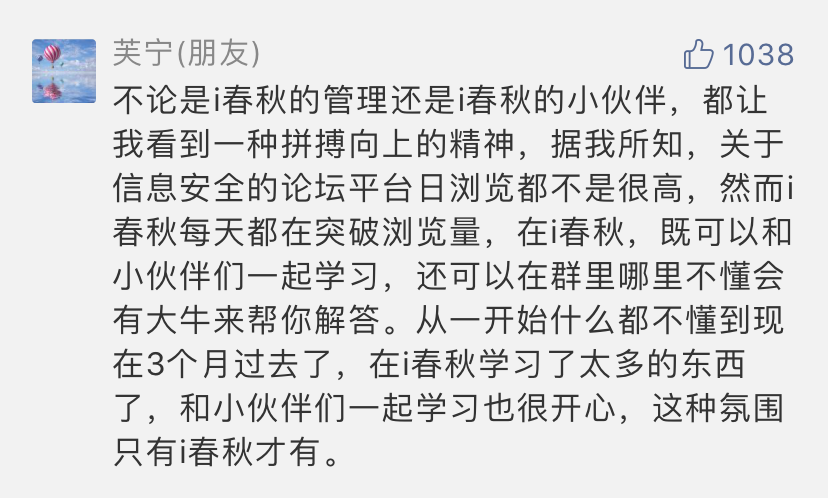 芙宁(朋友)
1038
不论是i春秋的管理还是i春秋的小伙伴，都让
我看到一种拼搏向上的精神，据我所知，关于
信息安全的论坛平台日浏览都不是很高，然而i
春秋每天都在突破浏览量，在i春秋，既可以和
小伙伴们一起学习，还可以在群里哪里不懂会
有大牛来帮你解答。从一开始什么都不懂到现
在3个月过去了，在i春秋学习了太多的东西
了，和小伙伴们一起学习也很开心，这种氛围
只有i春秋才有。